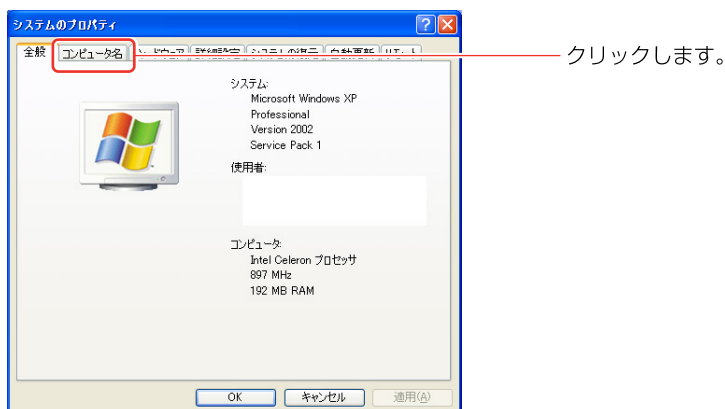 システムのプロパティ
全般 コンピュータ名
クリックします。
システム:
Microsoft Windows XP
Professional
Version 2002
Service Pack 1
使用者:
コンピュータ:
Intel Celeron プロセッサ
897 MHz
192 MB RAM
OK キャンセル 適用(A)